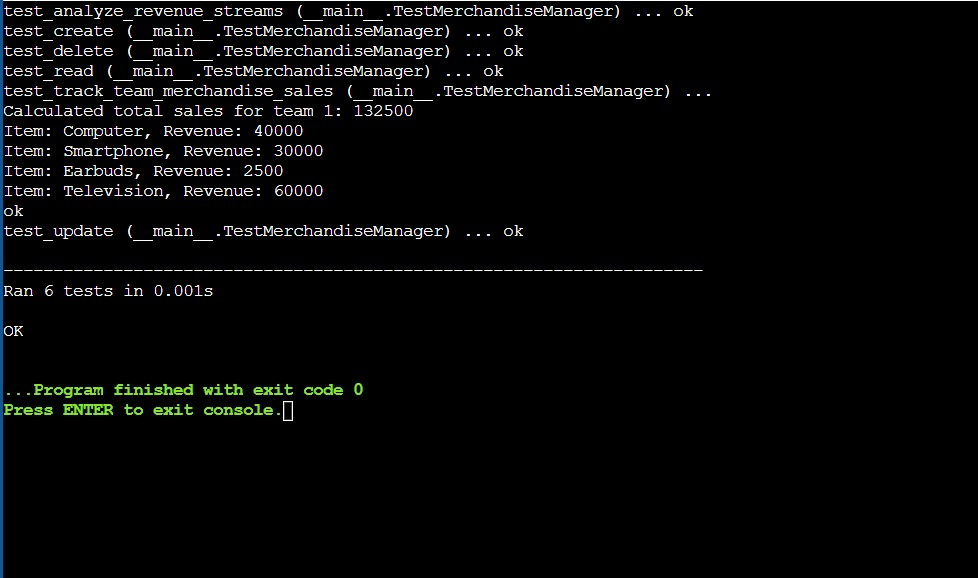 test_analyze_revenue_streams (__main__.TestMerchandiseManager) ... ok
test_create (__main__.TestMerchandiseManager) ... ok
test_delete (__main__.TestMerchandiseManager) ... ok
test_read (__main__.TestMerchandiseManager) ... ok
test_track_team_merchandise_sales (__main__.TestMerchandiseManager) ...
Calculated total sales for team 1: 132500
Item: Computer, Revenue: 40000
Item: Smartphone, Revenue: 30000
Item: Earbuds, Revenue: 2500
Item: Television, Revenue: 60000
ok
test_update (__main__.TestMerchandiseManager) ... ok
----------------------------------------------------------------------
Ran 6 tests in 0.001s
OK
...Program finished with exit code 0
Press ENTER to exit console.